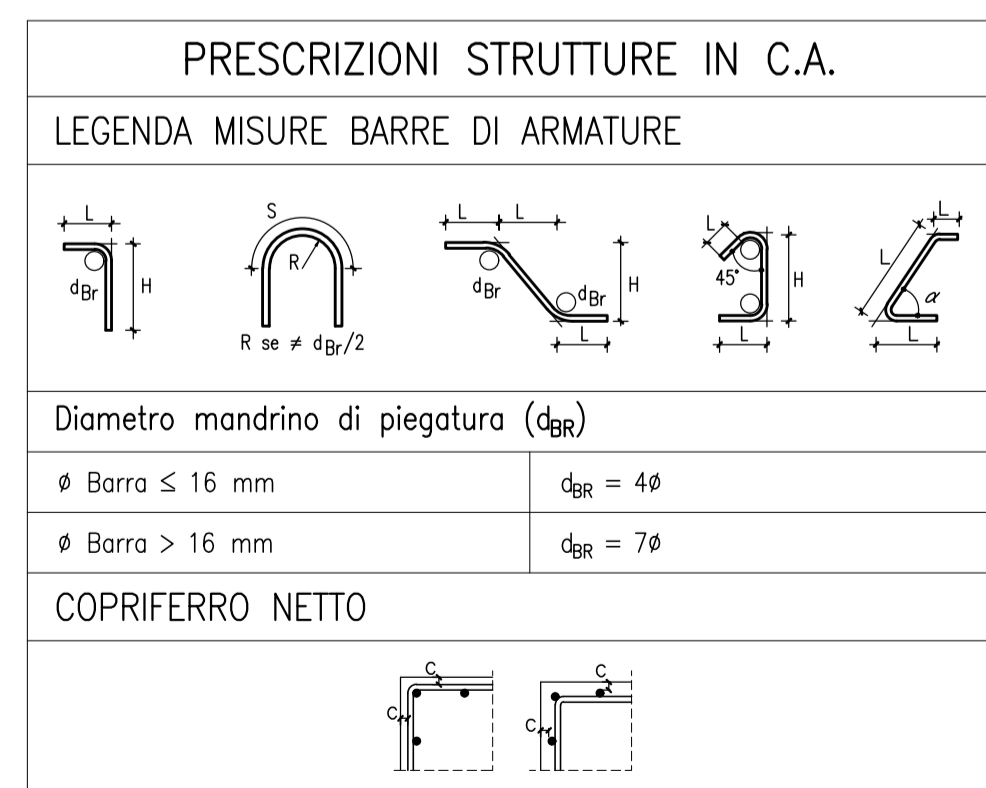 PRESCRIZIONI STRUTTURE IN C.A.
LEGENDA MISURE BARRE DI ARMATURE
L
dBr
H
S
R
R se ≠ dBr/2
L L
dBr
dBr
H
L
L
45°
H
L
L
L
α
L
Diametro mandrino di piegatura (dBR)
ø Barra ≤ 16 mm
dBR = 4ø
ø Barra > 16 mm
dBR = 7ø
COPRIFERRO NETTO
C
C
C
C